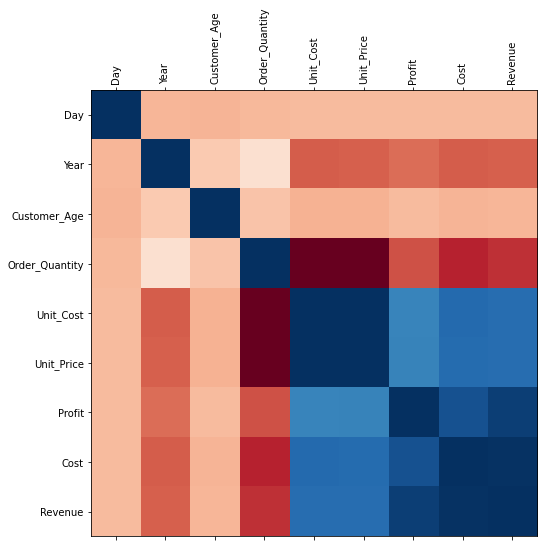 Day
Year
Customer_Age
Order_Quantity
Unit_Cost
Unit_Price
Profit
Cost
Revenue
Day
Year
Customer_Age
Order_Quantity
Unit_Cost
Unit_Price
Profit
Cost
Revenue